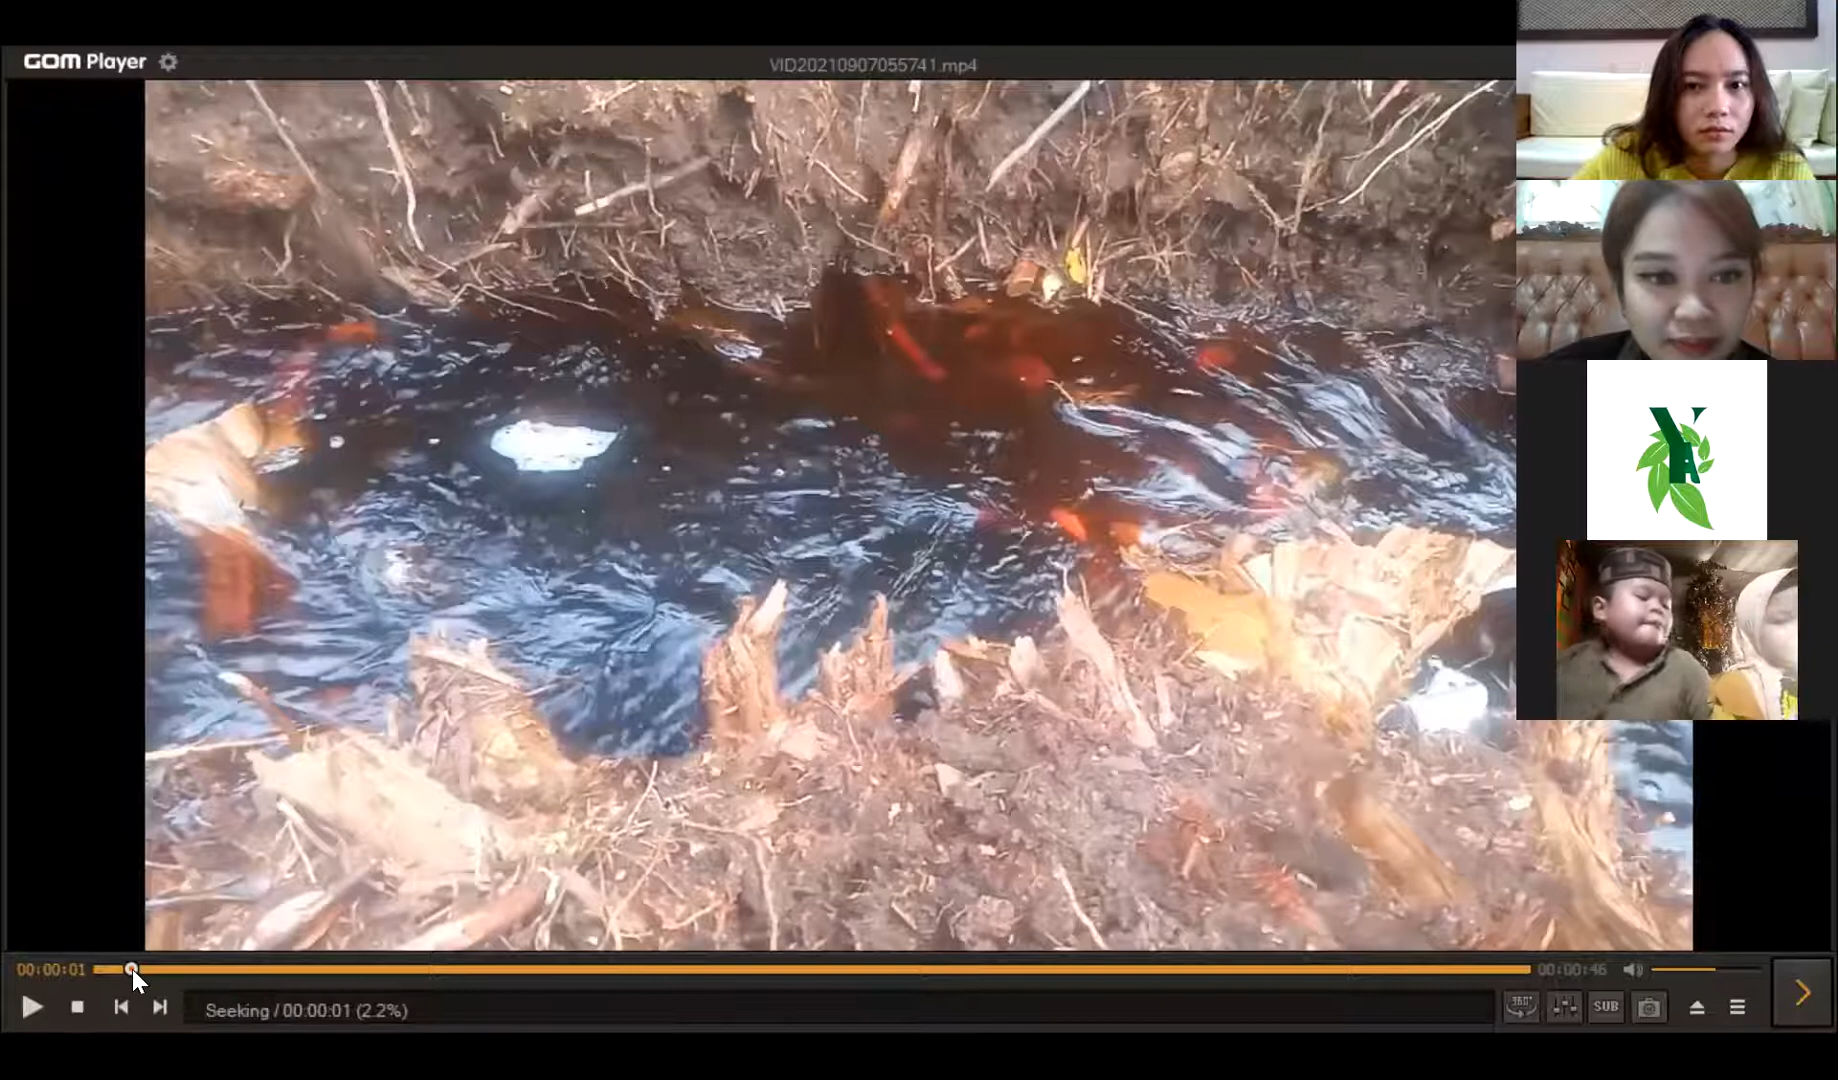 GOM Player
VID20210907055741.mp4
00:00:01
00:00:46
Seeking / 00:00:01 (2.2%)
360°
SUB